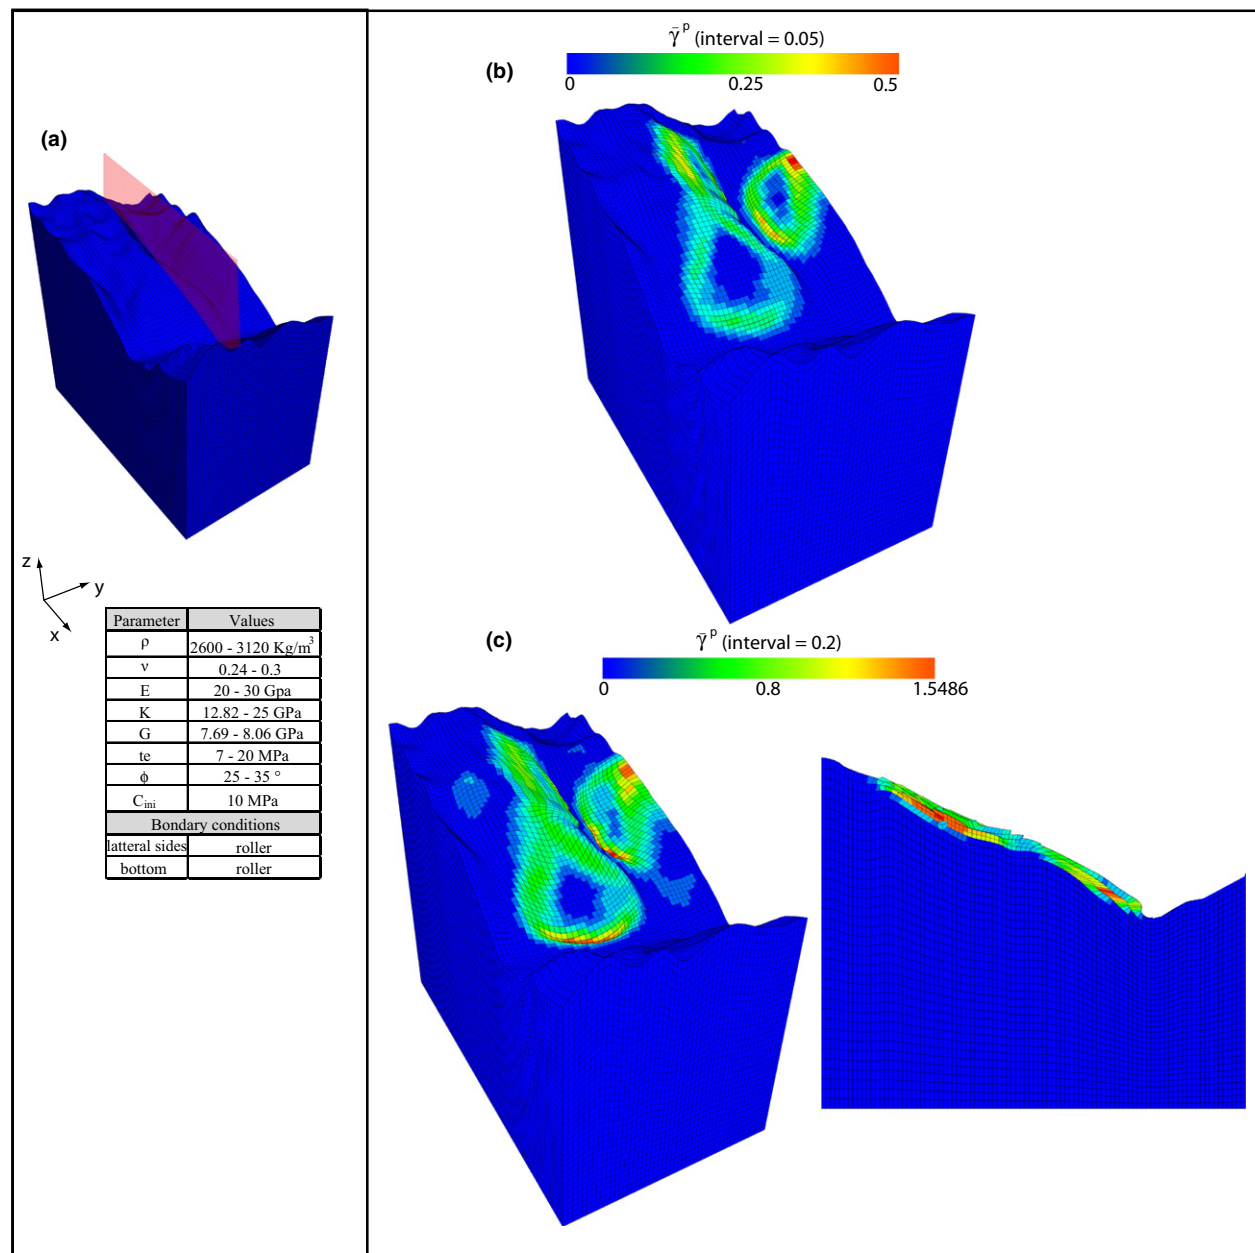 (a)
z
y
x
Parameter Values
ρ 2600 - 3120 Kg/m³
ν 0.24 - 0.3
E 20 - 30 Gpa
K 12.82 - 25 GPa
G 7.69 - 8.06 GPa
te 7 - 20 MPa
ϕ 25 - 35 °
C_ini 10 MPa
Bondary conditions
latteral sides roller
bottom roller
(b)
γ̄ᵖ (interval = 0.05)
0 0.25 0.5
(c)
γ̄ᵖ (interval = 0.2)
0 0.8 1.5486